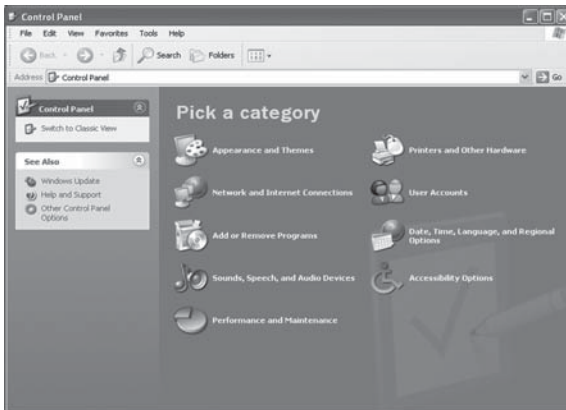 Control Panel
File Edit View Favorites Tools Help
Back Search Folders
Address Control Panel Go
Control Panel
Switch to Classic View
See Also
Windows Update
Help and Support
Other Control Panel
Options
Pick a category
Appearance and Themes
Printers and Other Hardware
Network and Internet Connections
User Accounts
Add or Remove Programs
Date, Time, Language, and Regional
Options
Sounds, Speech, and Audio Devices
Accessibility Options
Performance and Maintenance